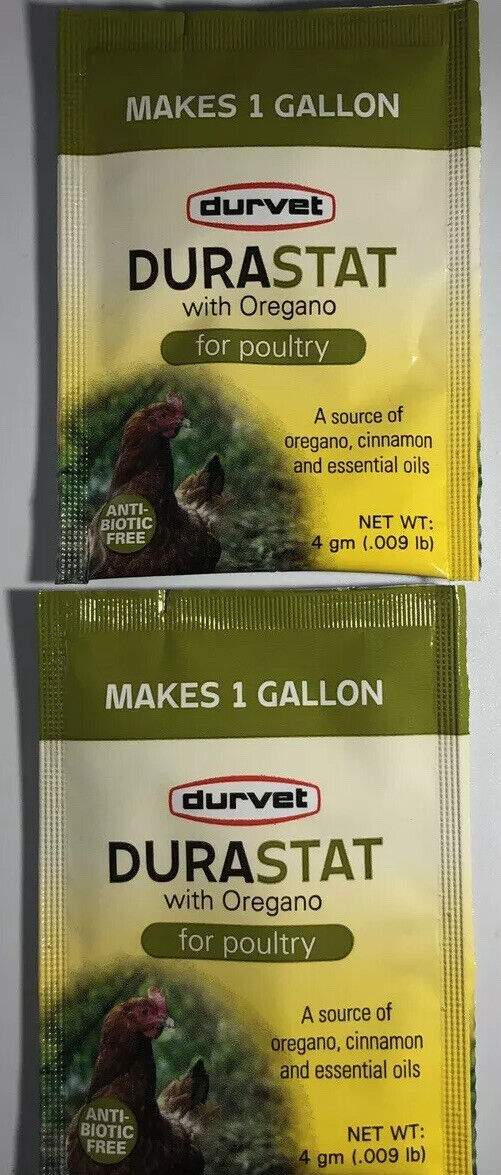 MAKES 1 GALLON
durvet
DURASTAT
with Oregano
for poultry
A source of
oregano, cinnamon
and essential oils
ANTI-
BIOTIC
FREE
NET WT:
4 gm (.009 lb)
MAKES 1 GALLON
durvet
DURASTAT
with Oregano
for poultry
A source of
oregano, cinnamon
and essential oils
ANTI-
BIOTIC
FREE
NET WT:
4 gm (.009 lb)